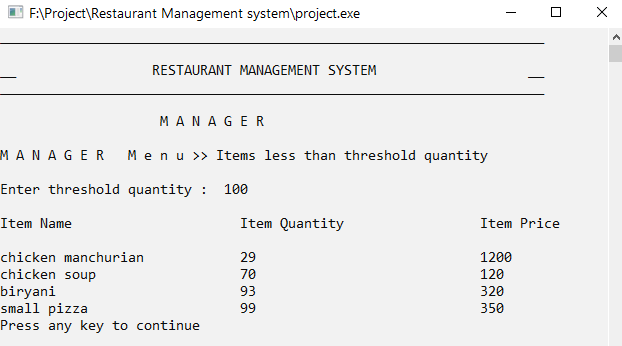 F:\Project\Restaurant Management system\project.exe
RESTAURANT MANAGEMENT SYSTEM
M A N A G E R
M A N A G E R   M e n u >> Items less than threshold quantity
Enter threshold quantity :  100
Item Name                     Item Quantity                 Item Price
chicken manchurian            29                            1200
chicken soup                  70                            120
biryani                       93                            320
small pizza                   99                            350
Press any key to continue